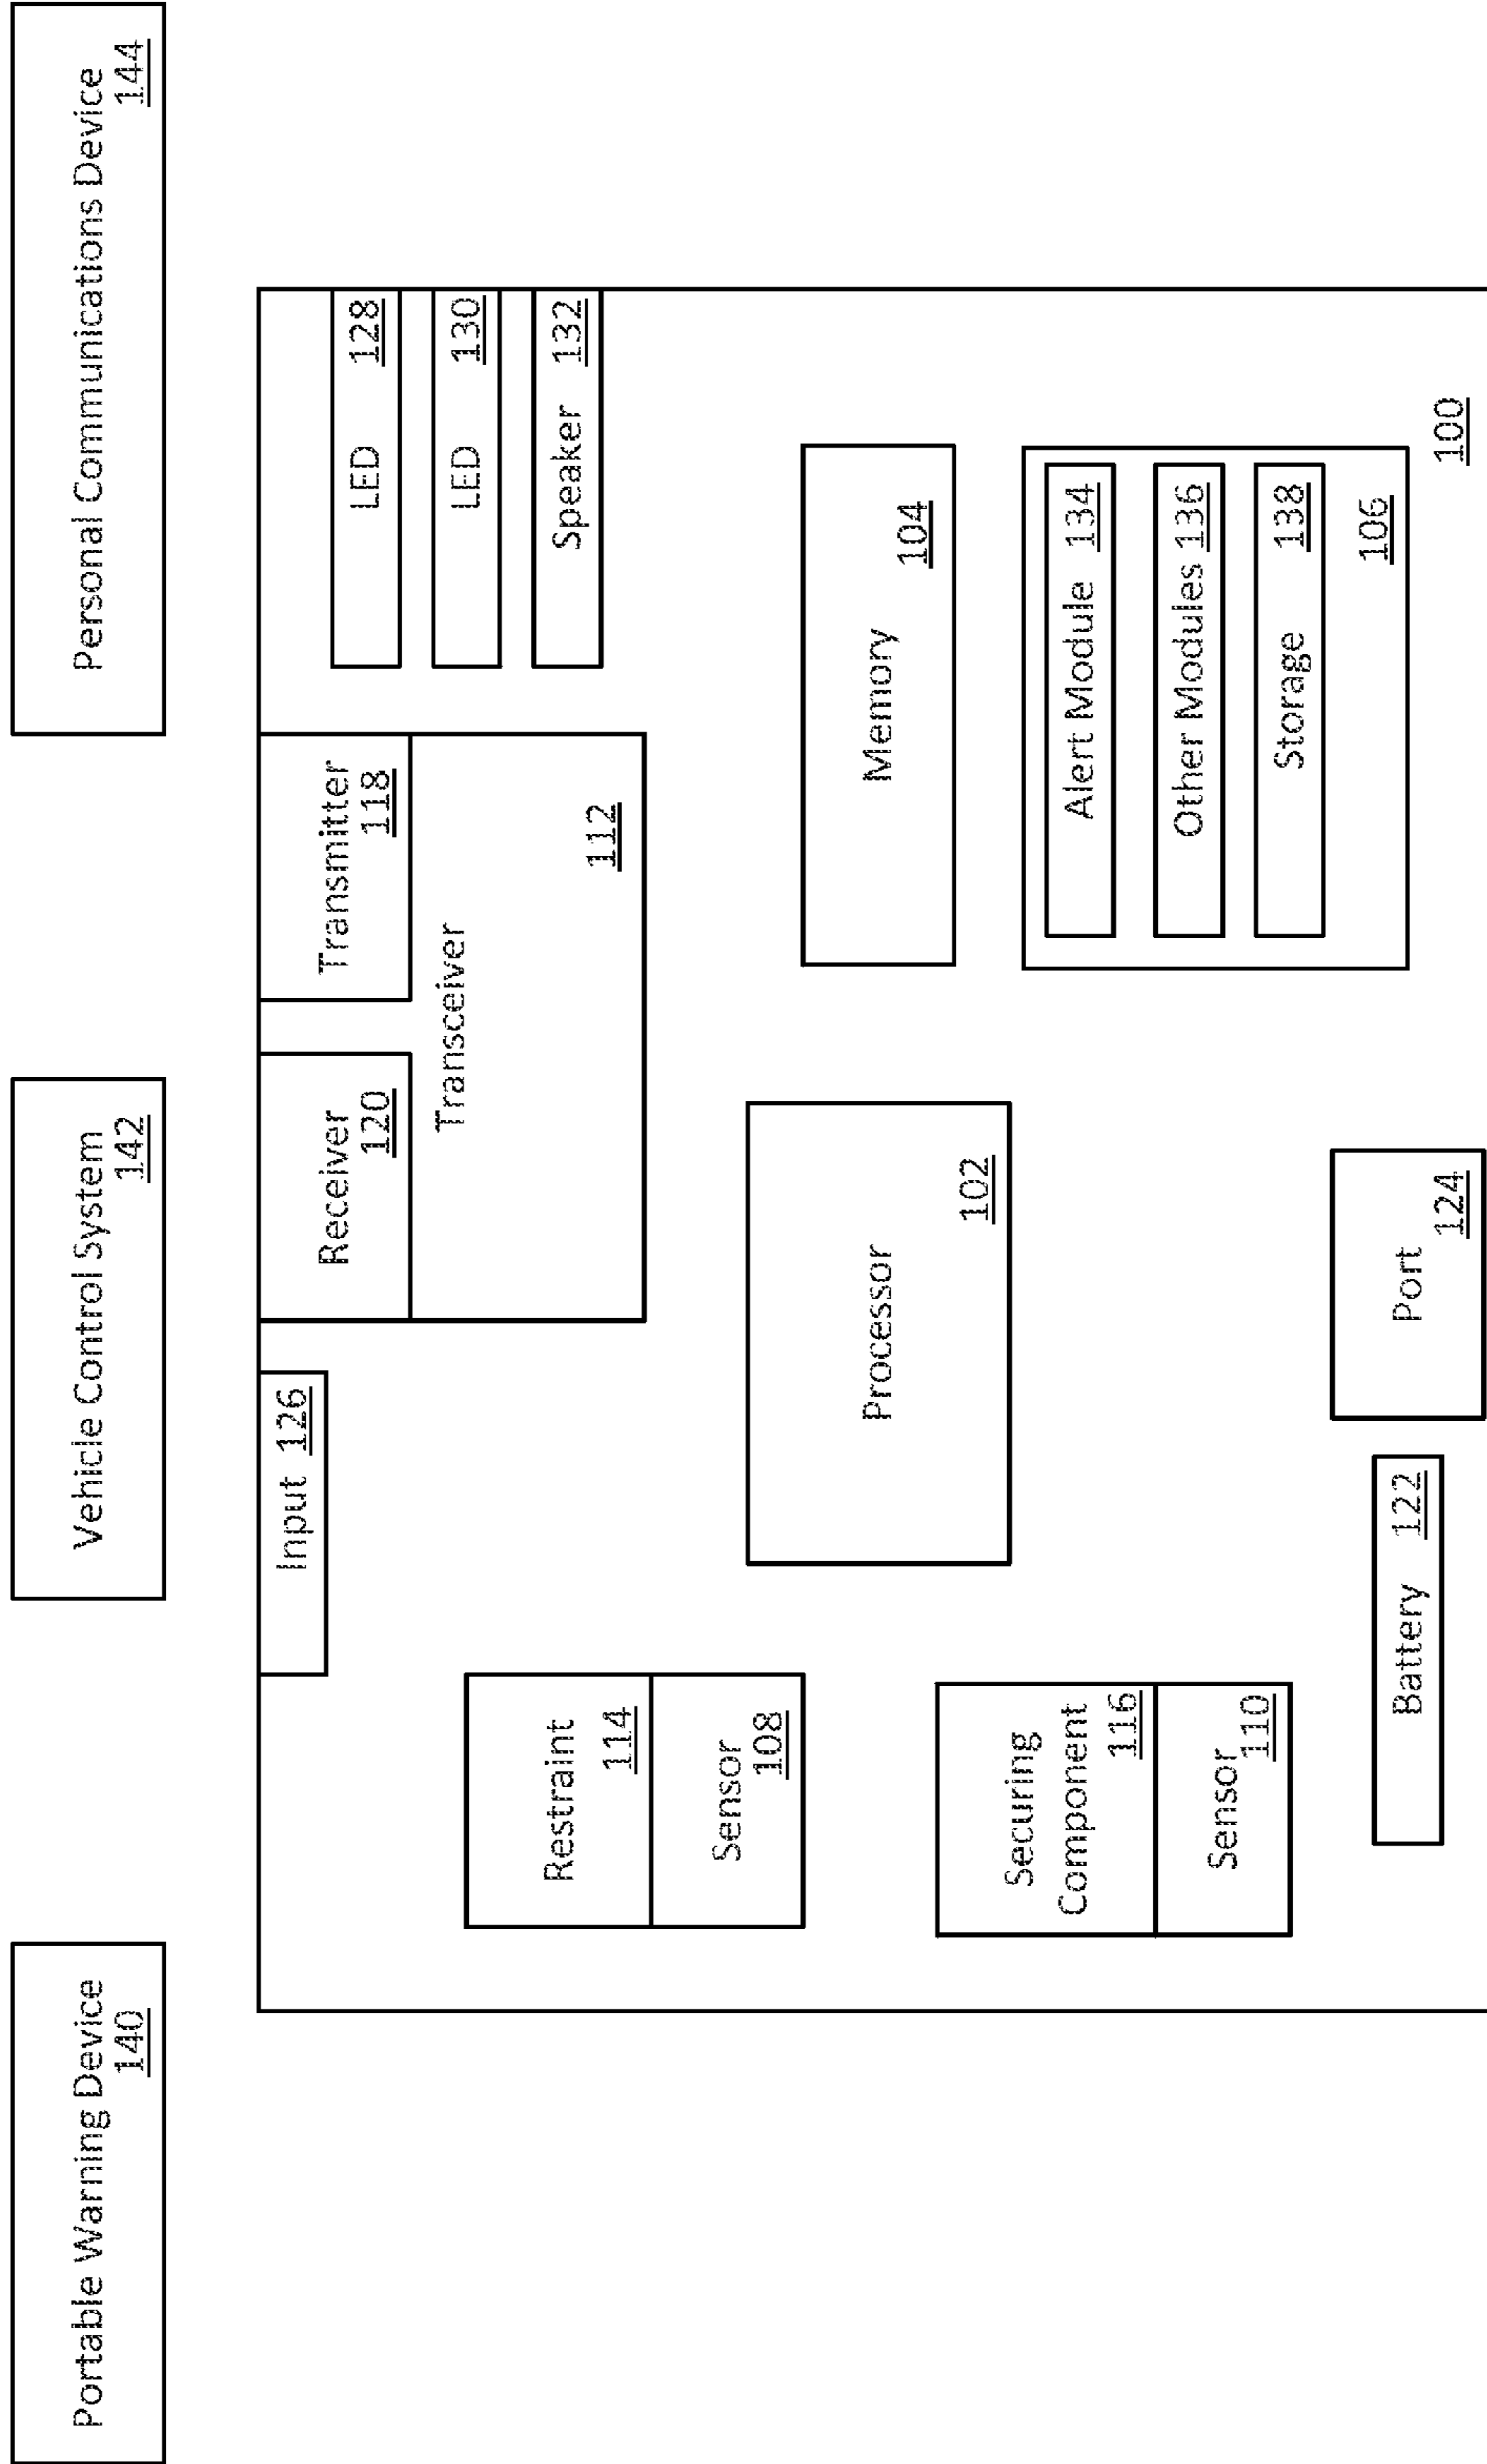 Portable Warning Device
140
Vehicle Control System
142
Personal Communications Device
144
Input 126
Receiver
120
Transmitter
118
Transceiver
112
LED 128
LED 130
Speaker 132
Restraint
114
Sensor
108
Securing
Component
116
Sensor
110
Processor
102
Memory
104
Alert Module 134
Other Modules 136
Storage 138
106
Battery 122
Port
124
100